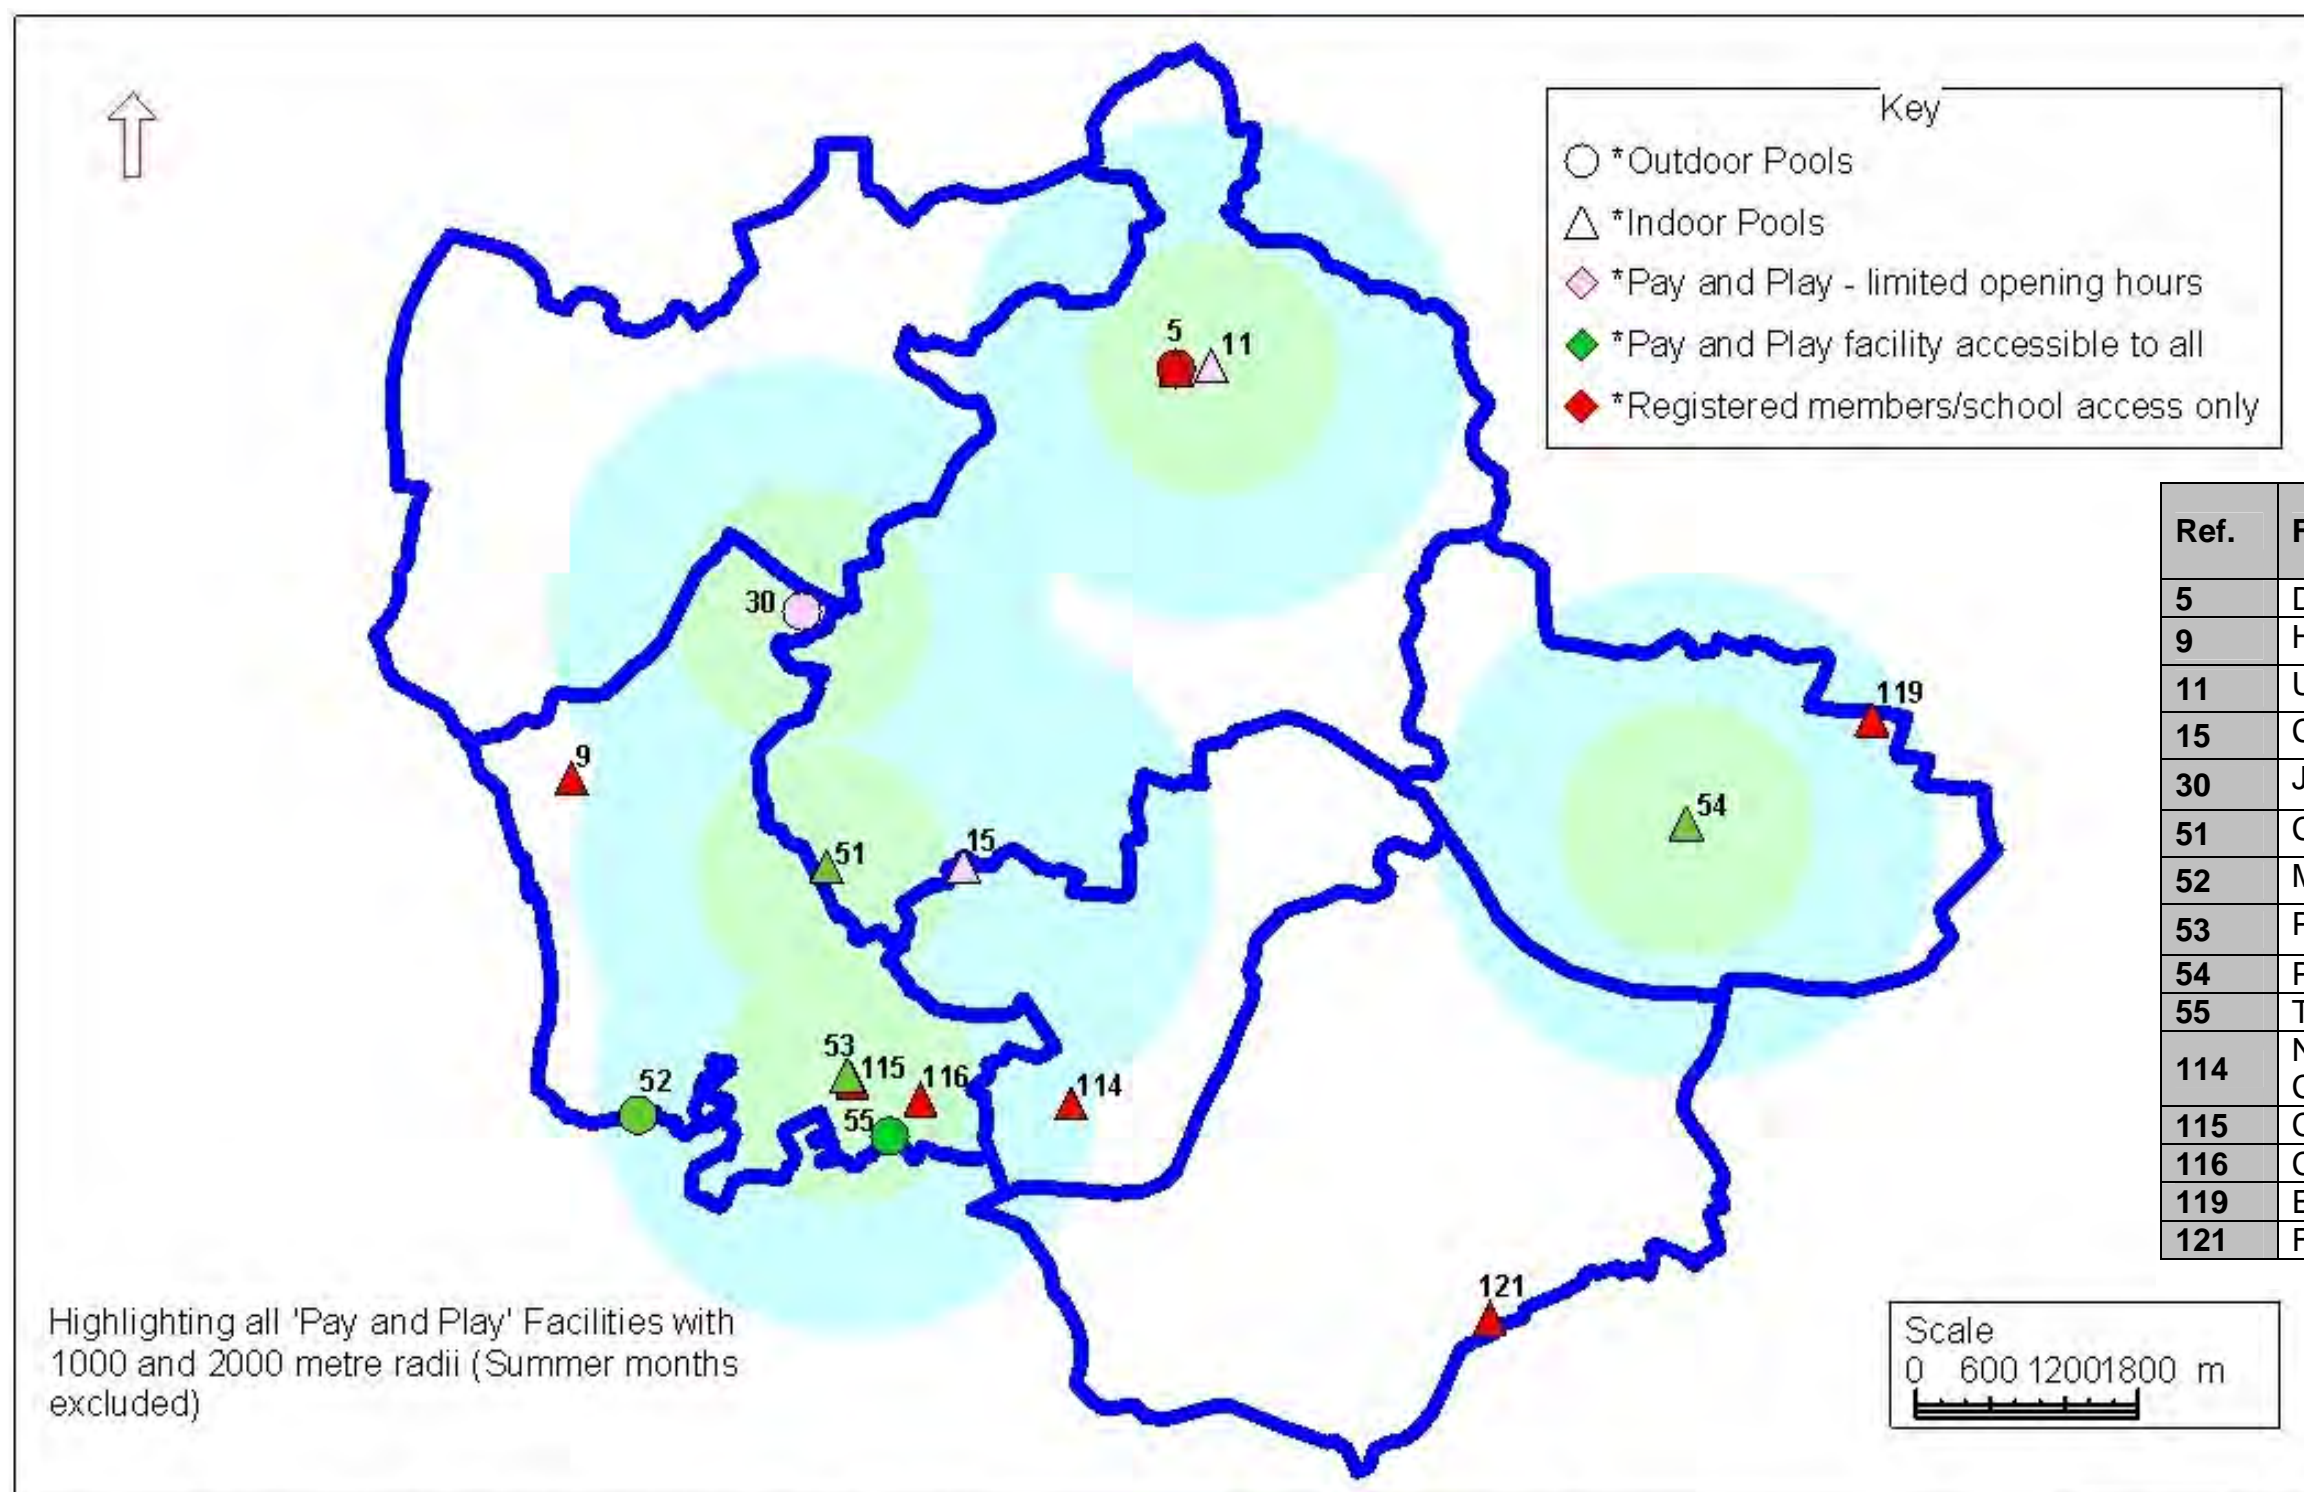 Key
*Outdoor Pools
*Indoor Pools
*Pay and Play - limited opening hours
*Pay and Play facility accessible to all
*Registered members/school access only
5
11
30
9
119
54
51
15
53
115
116
114
52
55
121
Ref. F
5 D
9 H
11 U
15 C
30 J
51
52 M
53
54
55 T
114 N
115
116
119
121
Highlighting all 'Pay and Play' Facilities with
1000 and 2000 metre radii (Summer months
excluded)
Scale
0 600 1200 1800 m